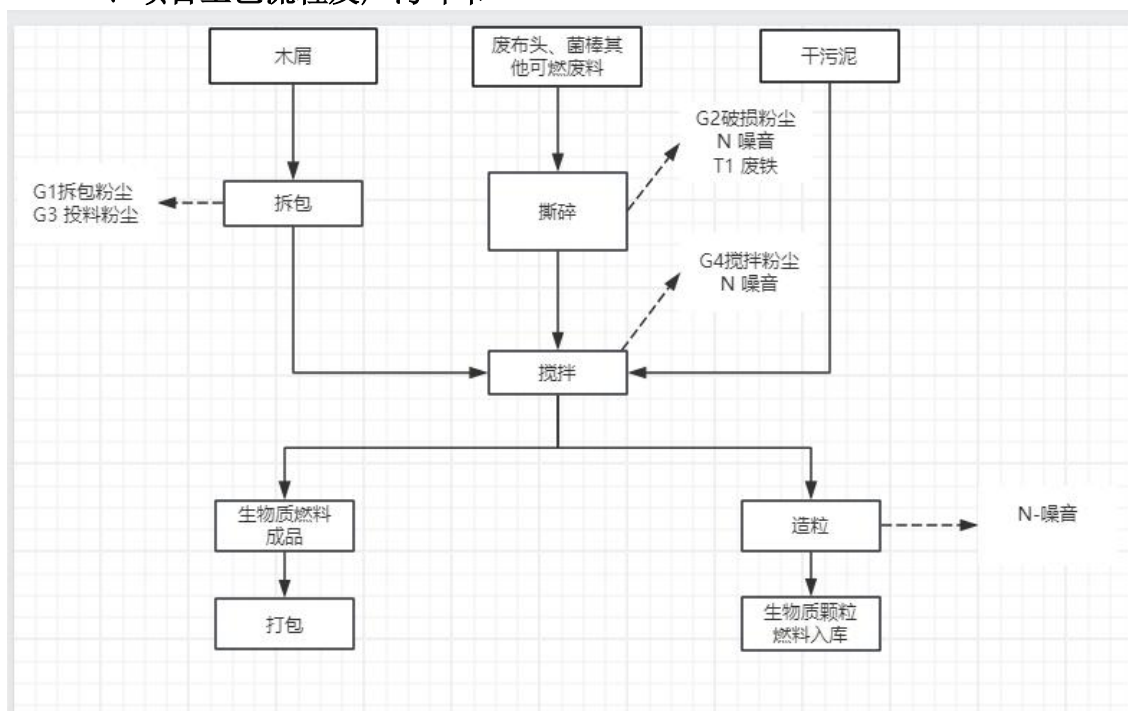 木屑
废布头、菌棒其
他可燃废料
干污泥
G2破损粉尘
N 噪音
T1 废铁
G1拆包粉尘
G3 投料粉尘
拆包
撕碎
G4搅拌粉尘
N 噪音
搅拌
生物质燃料
成品
造粒
N-噪音
打包
生物质颗粒
燃料入库